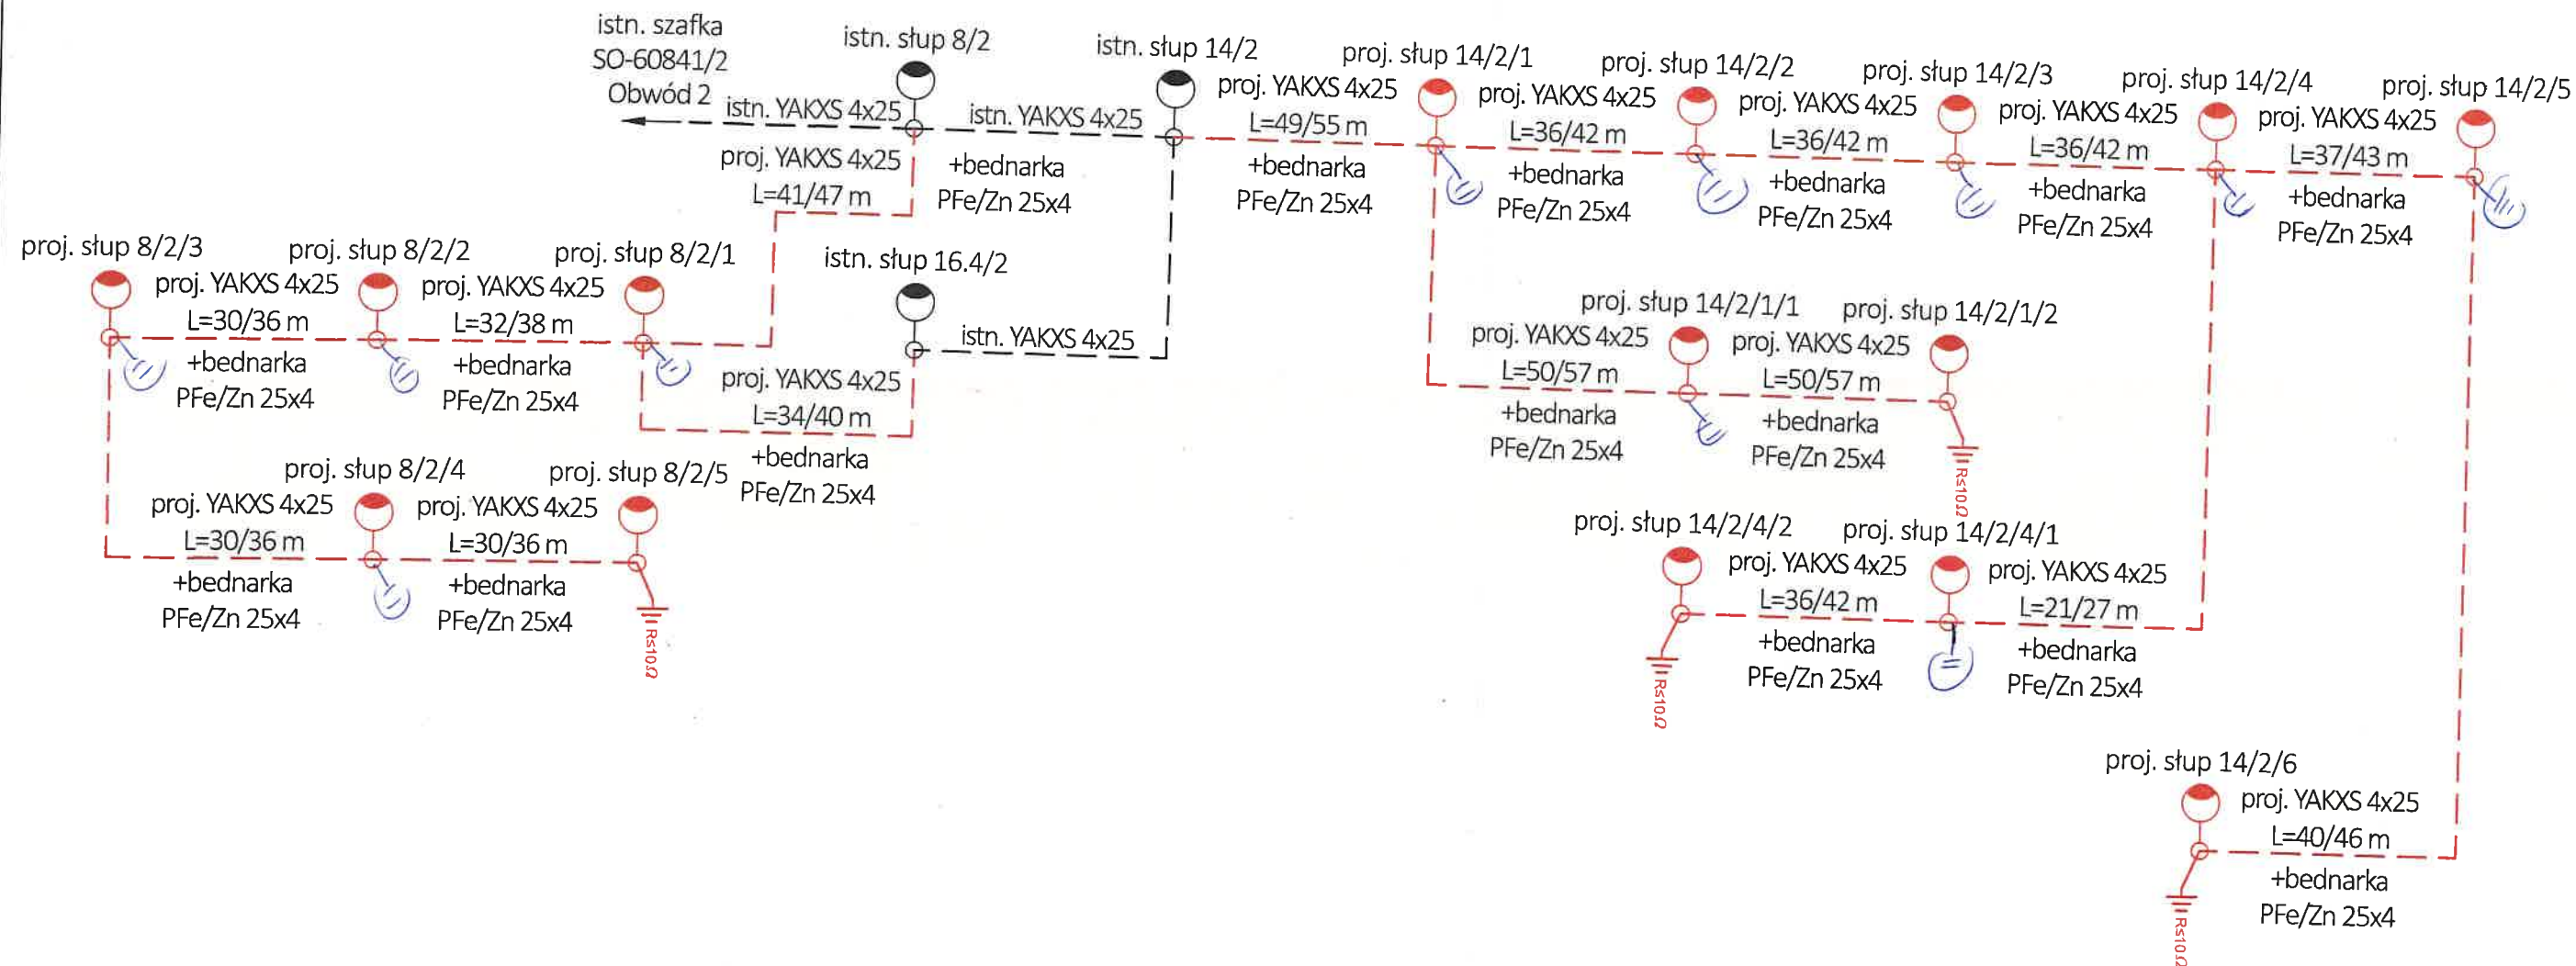 istn. szafka
SO-60841/2
Obwód 2
istn. słup 8/2
istn. YAKXS 4x25
istn. YAKXS 4x25
istn. słup 14/2
proj. YAKXS 4x25
L=41/47 m
+bednarka
PFe/Zn 25x4
proj. YAKXS 4x25
L=49/55 m
+bednarka
PFe/Zn 25x4
proj. słup 14/2/1
proj. YAKXS 4x25
L=36/42 m
+bednarka
PFe/Zn 25x4
proj. słup 14/2/2
proj. YAKXS 4x25
L=36/42 m
+bednarka
PFe/Zn 25x4
proj. słup 14/2/3
proj. YAKXS 4x25
L=36/42 m
+bednarka
PFe/Zn 25x4
proj. słup 14/2/4
proj. YAKXS 4x25
L=37/43 m
+bednarka
PFe/Zn 25x4
proj. słup 14/2/5
proj. słup 8/2/3
proj. YAKXS 4x25
L=30/36 m
+bednarka
PFe/Zn 25x4
proj. słup 8/2/2
proj. YAKXS 4x25
L=32/38 m
+bednarka
PFe/Zn 25x4
proj. słup 8/2/1
istn. słup 16.4/2
istn. YAKXS 4x25
proj. YAKXS 4x25
L=34/40 m
+bednarka
PFe/Zn 25x4
proj. słup 14/2/1/1
proj. YAKXS 4x25
L=50/57 m
+bednarka
PFe/Zn 25x4
proj. słup 14/2/1/2
proj. YAKXS 4x25
L=50/57 m
+bednarka
PFe/Zn 25x4
R≤10Ω
proj. słup 8/2/4
proj. YAKXS 4x25
L=30/36 m
+bednarka
PFe/Zn 25x4
proj. słup 8/2/5
proj. YAKXS 4x25
L=30/36 m
+bednarka
PFe/Zn 25x4
R≤10Ω
proj. słup 14/2/4/2
proj. YAKXS 4x25
L=36/42 m
+bednarka
PFe/Zn 25x4
R≤10Ω
proj. słup 14/2/4/1
proj. YAKXS 4x25
L=21/27 m
+bednarka
PFe/Zn 25x4
proj. słup 14/2/6
proj. YAKXS 4x25
L=40/46 m
+bednarka
PFe/Zn 25x4
R≤10Ω